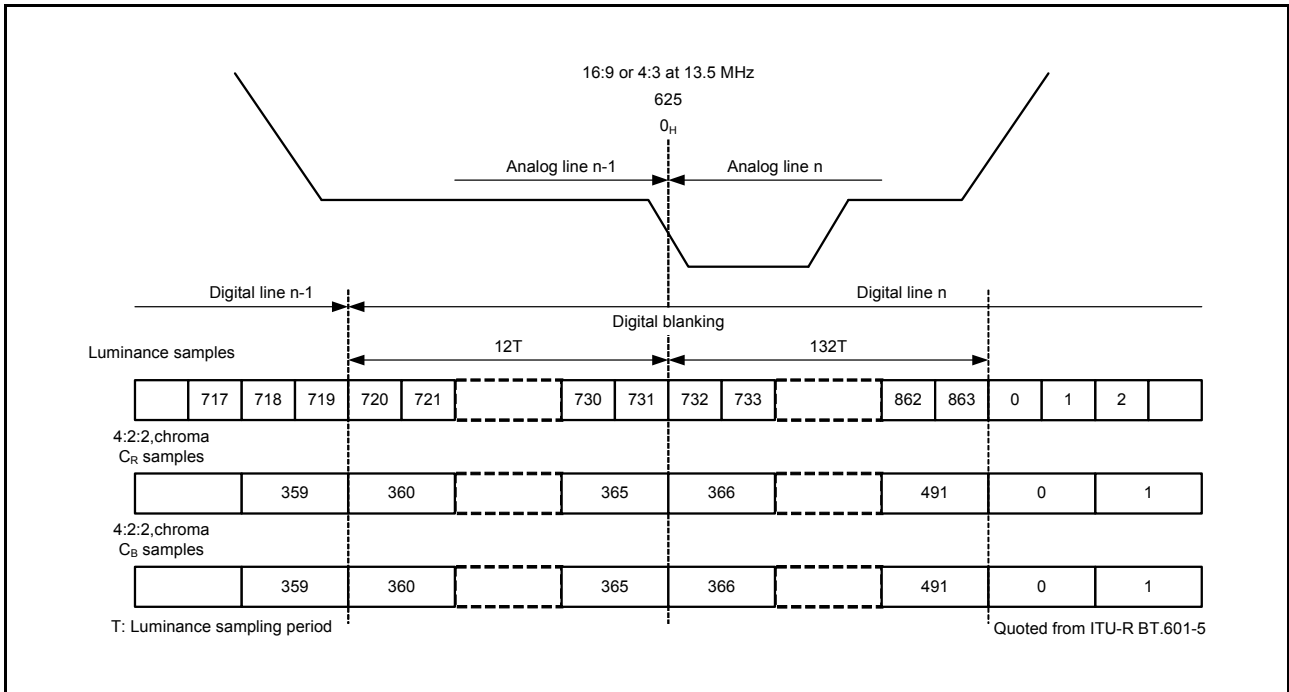 16:9 or 4:3 at 13.5 MHz
625
0H
Analog line n-1 Analog line n
Digital line n-1 Digital line n
Digital blanking
12T 132T
Luminance samples
717 718 719 720 721 730 731 732 733 862 863 0 1 2
4:2:2,chroma
CR samples
359 360 365 366 491 0 1
4:2:2,chroma
CB samples
359 360 365 366 491 0 1
T: Luminance sampling period Quoted from ITU-R BT.601-5